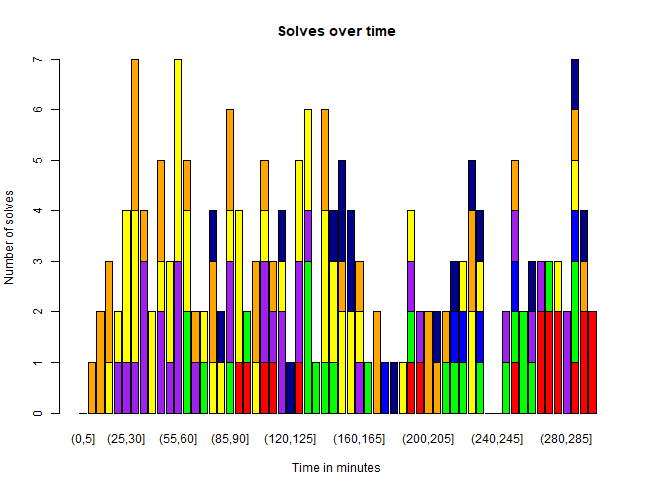 Solves over time
Number of solves
7
6
5
4
3
2
1
0
(0,5] (25,30] (55,60] (85,90] (120,125] (160,165] (200,205] (240,245] (280,285]
Time in minutes